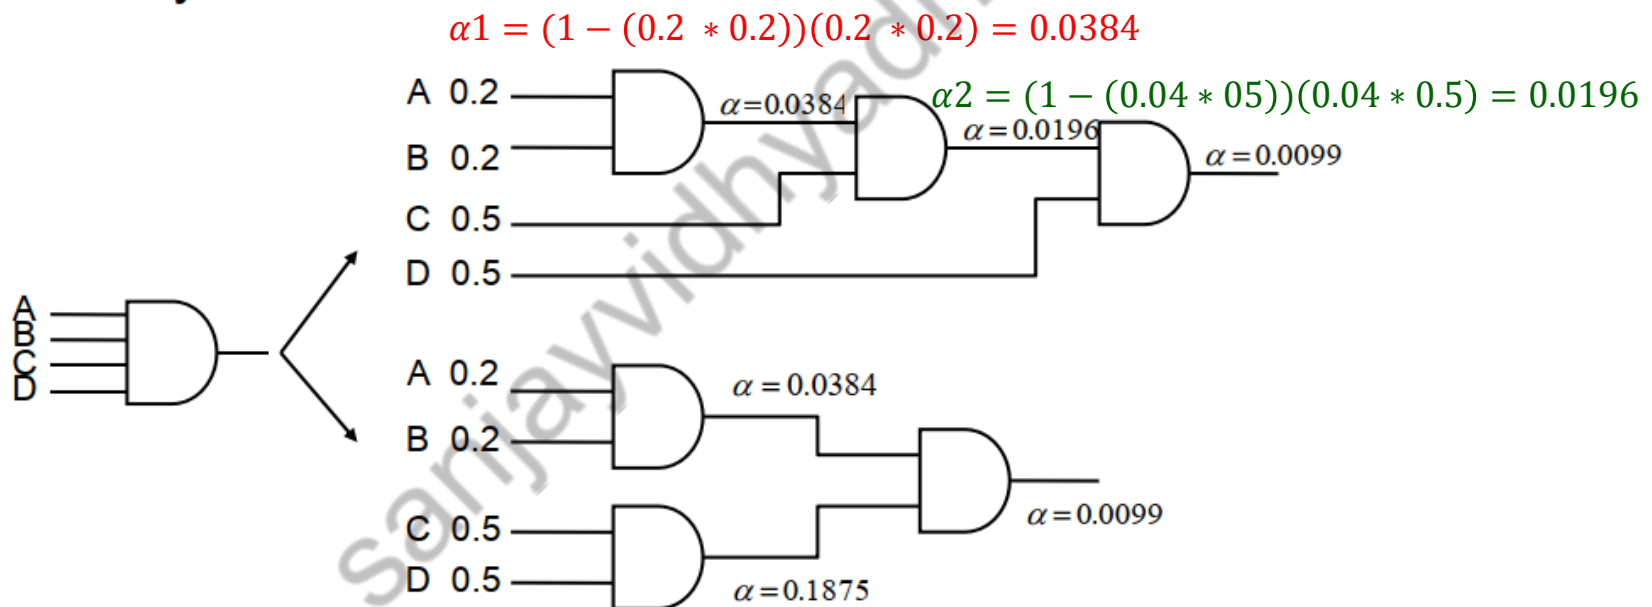 α1 = (1 − (0.2 * 0.2))(0.2 * 0.2) = 0.0384
α2 = (1 − (0.04 * 05))(0.04 * 0.5) = 0.0196
A 0.2
α=0.0384
B 0.2
α = 0.0196
α = 0.0099
C 0.5
D 0.5
A
B
C
D
A 0.2
α = 0.0384
B 0.2
C 0.5
α = 0.0099
D 0.5
α = 0.1875